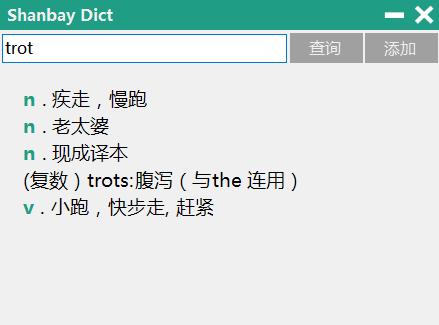 Shanbay Dict
trot
查询
添加
n . 疾走，慢跑
n . 老太婆
n . 现成译本
(复数）trots:腹泻（与the 连用）
v . 小跑，快步走, 赶紧